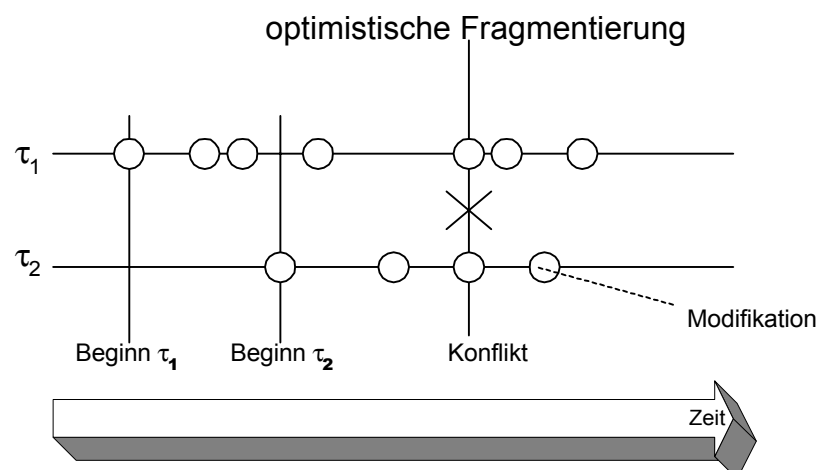 optimistische Fragmentierung
τ1
τ2
Modifikation
Beginn τ1
Beginn τ2
Konflikt
Zeit